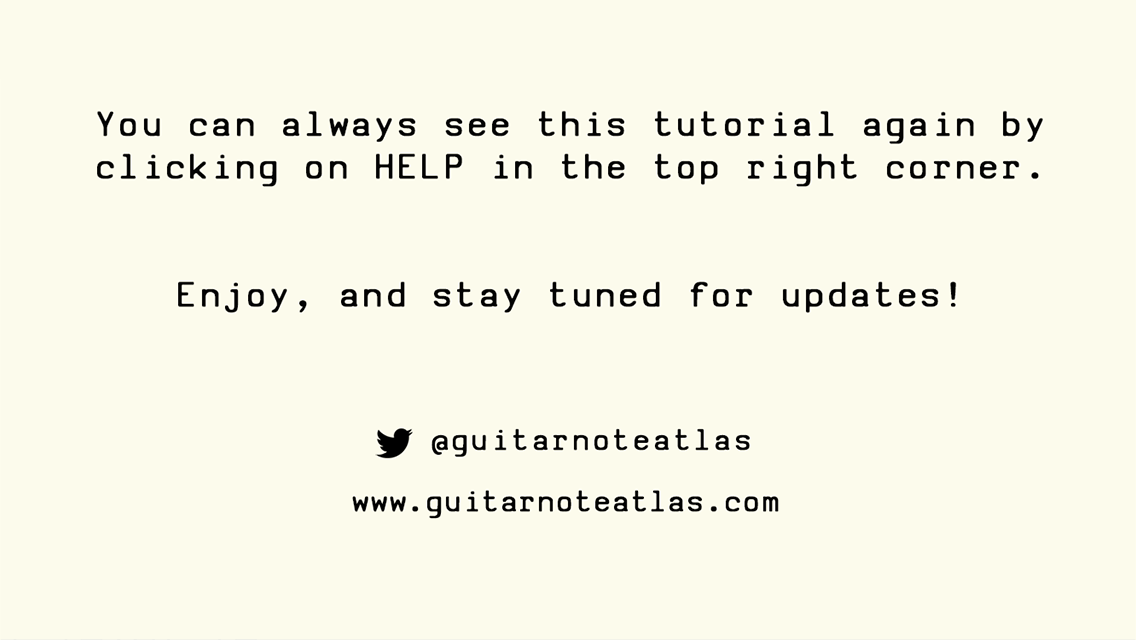 You can always see this tutorial again by
clicking on HELP in the top right corner.
Enjoy, and stay tuned for updates!
@guitarnoteatlas
www.guitarnoteatlas.com